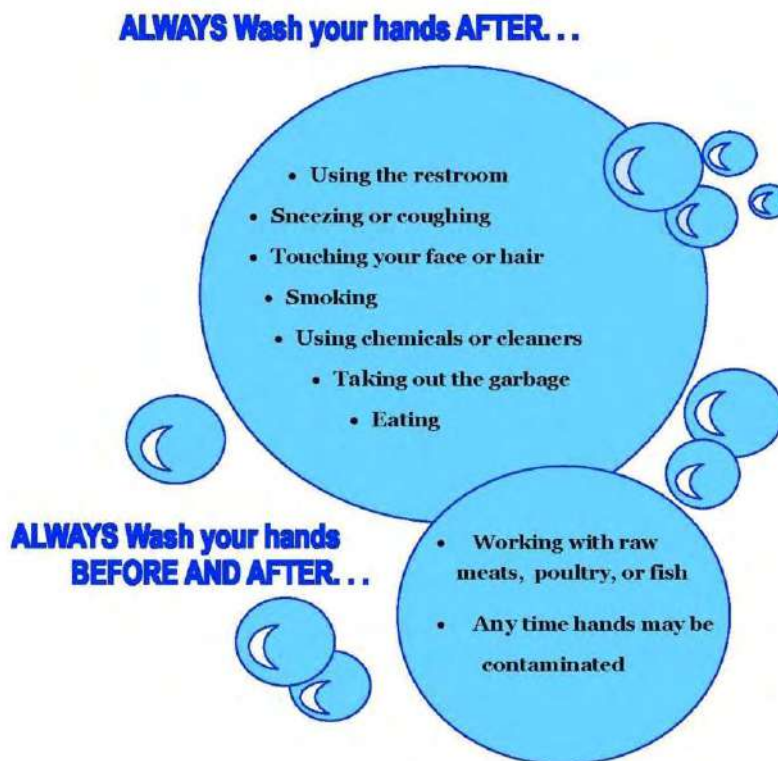 ALWAYS Wash your hands AFTER. . .
• Using the restroom
• Sneezing or coughing
• Touching your face or hair
• Smoking
• Using chemicals or cleaners
• Taking out the garbage
• Eating
ALWAYS Wash your hands
BEFORE AND AFTER. . .
• Working with raw
meats, poultry, or fish
• Any time hands may be
contaminated